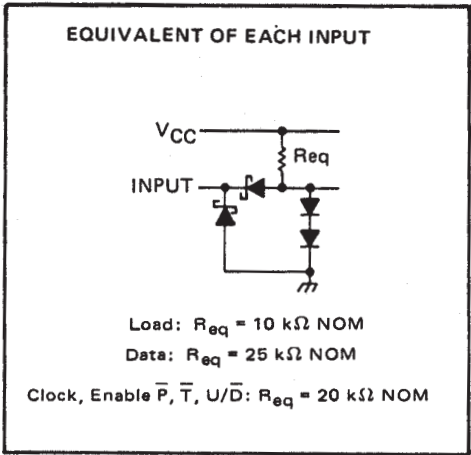 EQUIVALENT OF EACH INPUT
VCC
Req
INPUT
Load: Req = 10 kΩ NOM
Data: Req = 25 kΩ NOM
Clock, Enable P̅, T̅, U/D̅: Req = 20 kΩ NOM